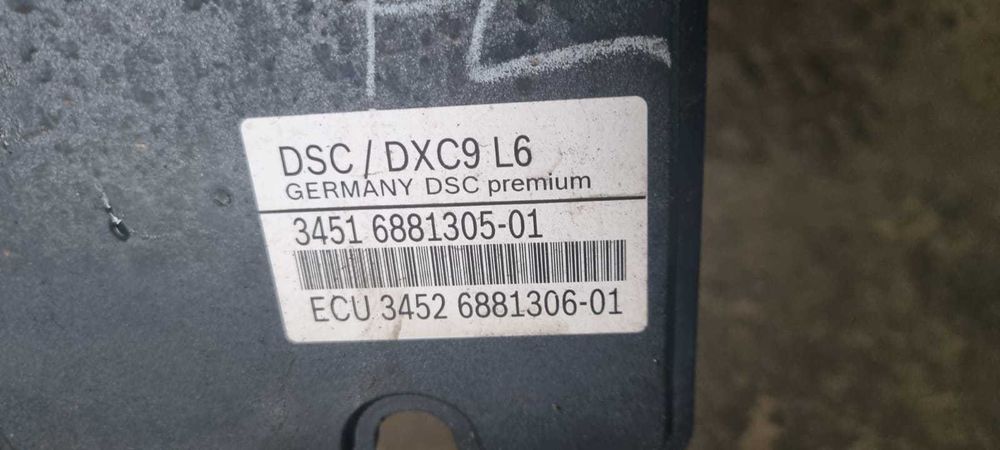 DSC / DXC9 L6
GERMANY DSC premium
3451 6881305-01
ECU 3452 6881306-01